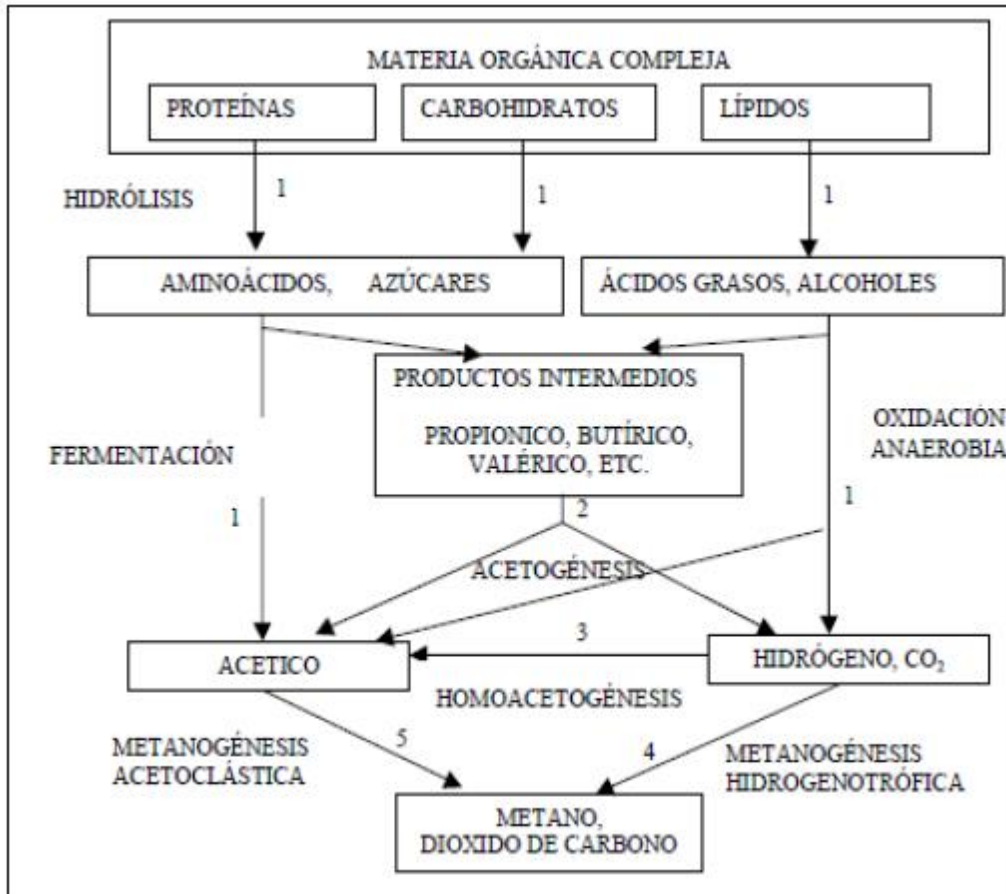 MATERIA ORGÁNICA COMPLEJA
PROTEÍNAS
CARBOHIDRATOS
LÍPIDOS
HIDRÓLISIS
1
1
1
AMINOÁCIDOS, AZÚCARES
ÁCIDOS GRASOS, ALCOHOLES
PRODUCTOS INTERMEDIOS
PROPIONICO, BUTÍRICO,
VALÉRICO, ETC.
FERMENTACIÓN
OXIDACIÓN
ANAEROBIA
1
2
1
ACETOGÉNESIS
ACETICO
3
HIDRÓGENO, CO₂
HOMOACETOGÉNESIS
METANOGÉNESIS
ACETOCLÁSTICA
5
4
METANOGÉNESIS
HIDROGENOTRÓFICA
METANO,
DIOXIDO DE CARBONO